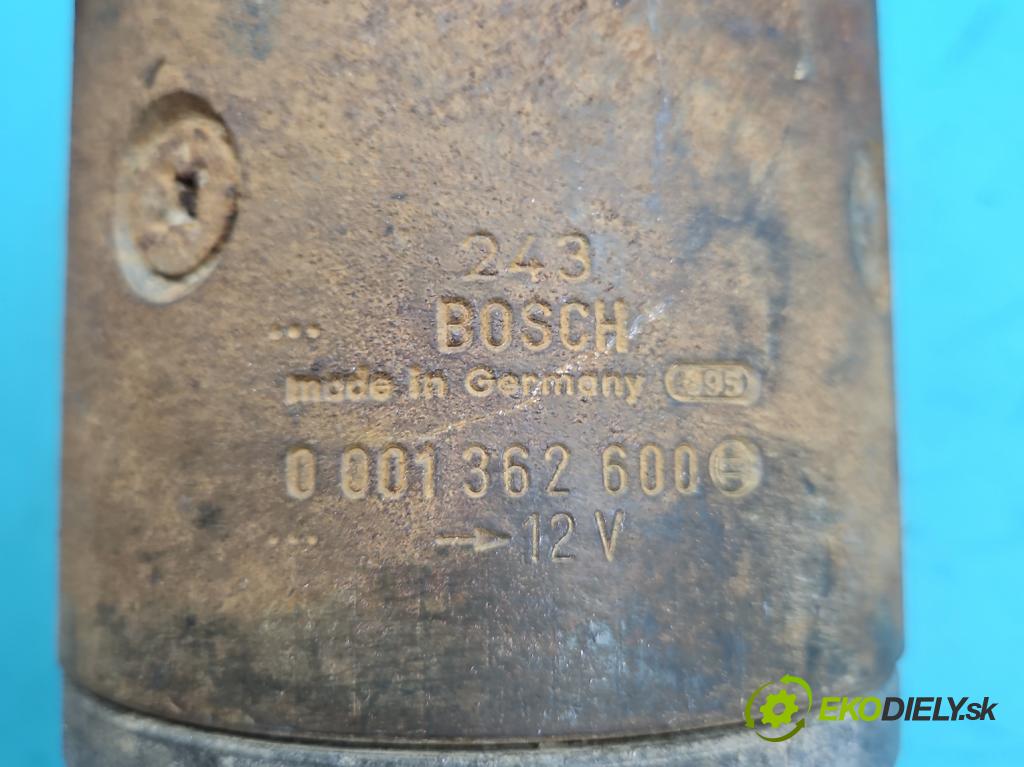 243
BOSCH
made in Germany 895
0 001 362 600
12 V
EKODIELY.sk